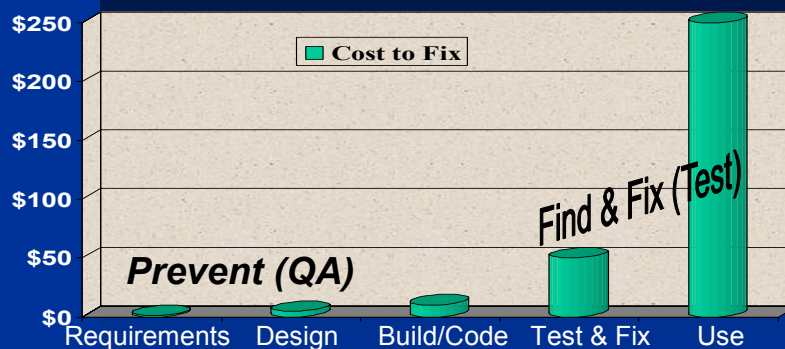 $250
Cost to Fix
$200
$150
$100
Find & Fix (Test)
$50
Prevent (QA)
$0
Requirements Design Build/Code Test & Fix Use